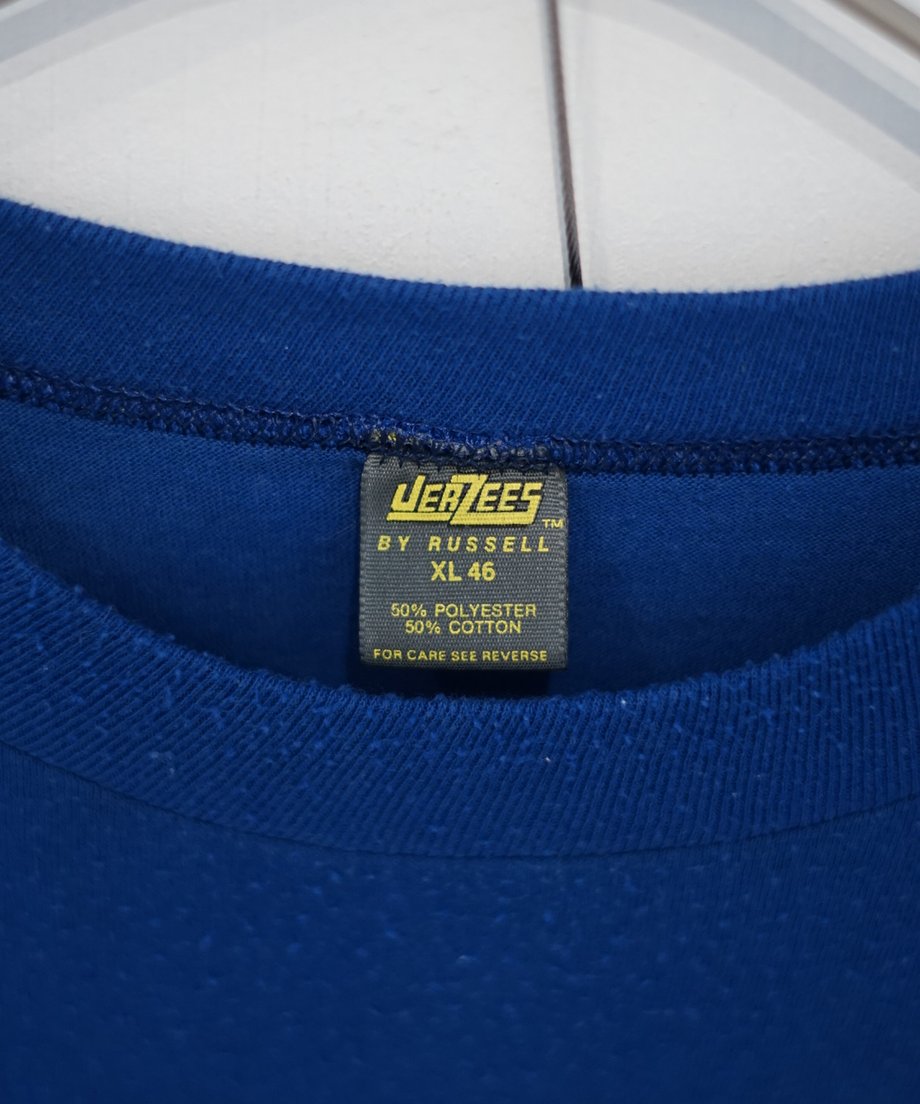 JERZEES™
BY RUSSELL
XL 46
50% POLYESTER
50% COTTON
FOR CARE SEE REVERSE